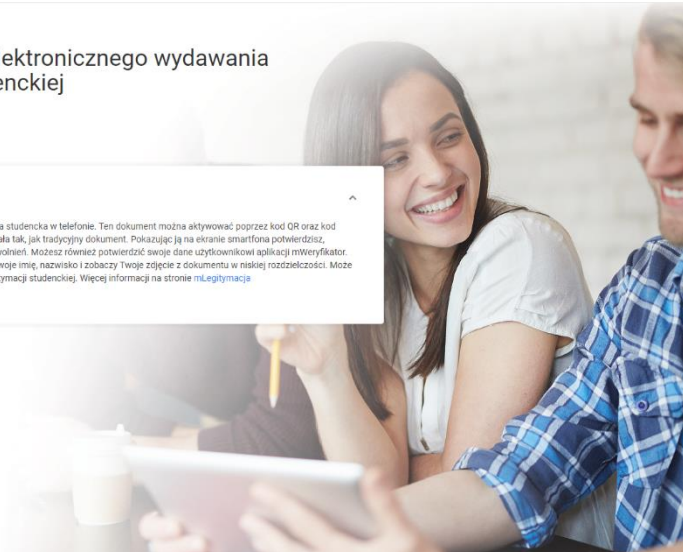 ektronicznego wydawania
enckiej
a studencka w telefonie. Ten dokument można aktywować poprzez kod QR oraz kod
ała tak, jak tradycyjny dokument. Pokazując ją na ekranie smartfona potwierdzisz,
wolnień. Możesz również potwierdzić swoje dane użytkownikowi aplikacji mWeryfikator.
woje imię, nazwisko i zobaczy Twoje zdjęcie z dokumentu w niskiej rozdzielczości. Może
tymacji studenckiej. Więcej informacji na stronie mLegitymacja